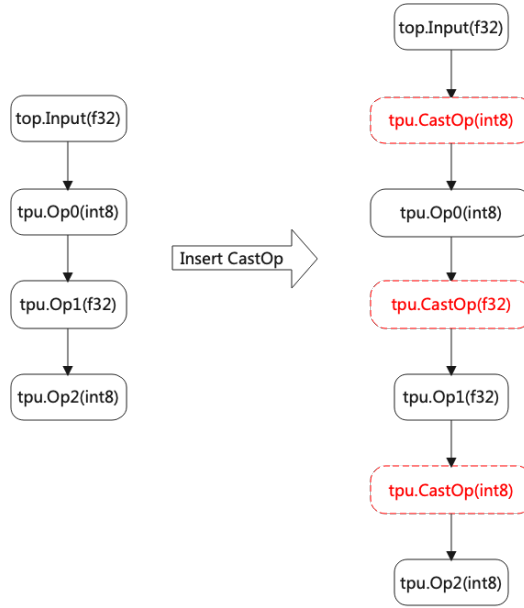 top.Input(f32)
tpu.Op0(int8)
tpu.Op1(f32)
tpu.Op2(int8)
Insert CastOp
top.Input(f32)
tpu.CastOp(int8)
tpu.Op0(int8)
tpu.CastOp(f32)
tpu.Op1(f32)
tpu.CastOp(int8)
tpu.Op2(int8)